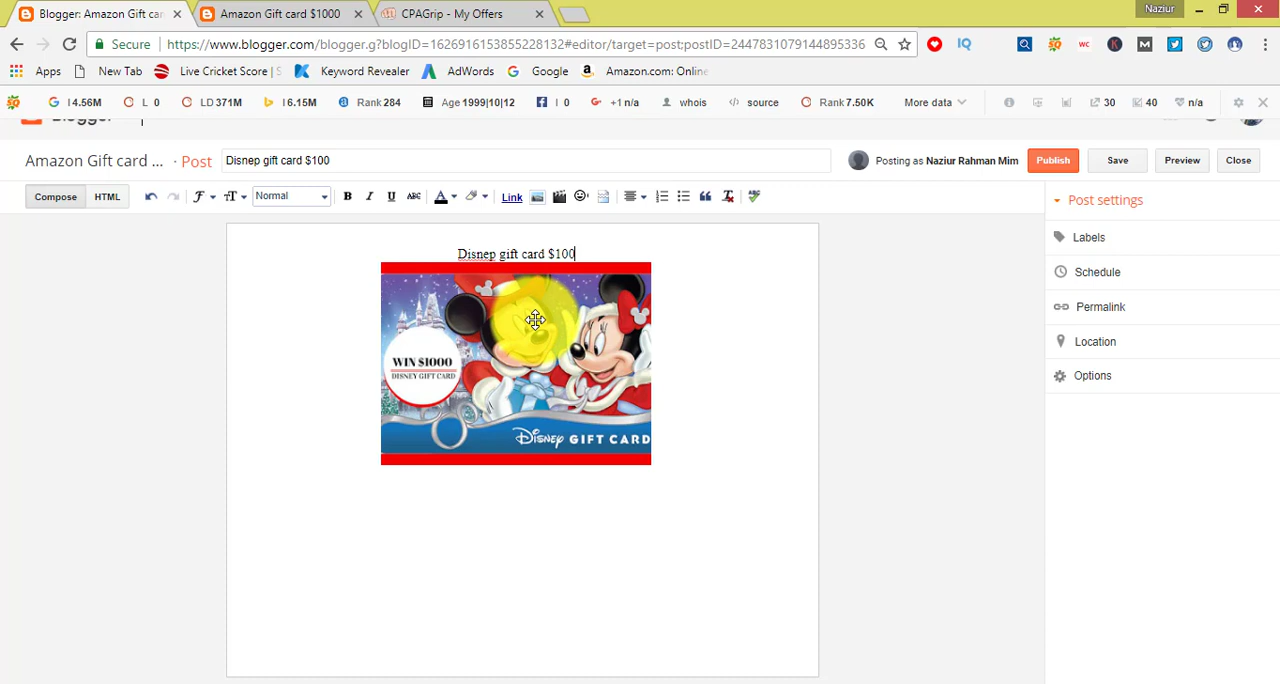 Blogger: Amazon Gift car
Amazon Gift card $1000
CPAGrip - My Offers
Naziur
Secure
https://www.blogger.com/blogger.g?blogID=1626916153855228132#editor/target=post;postID=2447831079144895336
Apps
New Tab
Live Cricket Score | S
Keyword Revealer
AdWords
Google
Amazon.com: Online
I 4.56M
L 0
LD 371M
I 6.15M
Rank 284
Age 1999|10|12
I 0
+1 n/a
whois
source
Rank 7.50K
More data
30
40
n/a
Blogger
Amazon Gift card ... · Post
Disnep gift card $100
Posting as Naziur Rahman Mim
Publish
Save
Preview
Close
Compose
HTML
Normal
B
I
U
ABC
A
Link
Post settings
Labels
Schedule
Permalink
Location
Options
Disnep gift card $100
WIN $1000
DISNEY GIFT CARD
Disney GIFT CARD